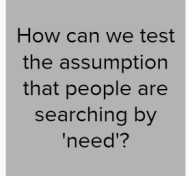 How can we test
the assumption
that people are
searching by
'need'?